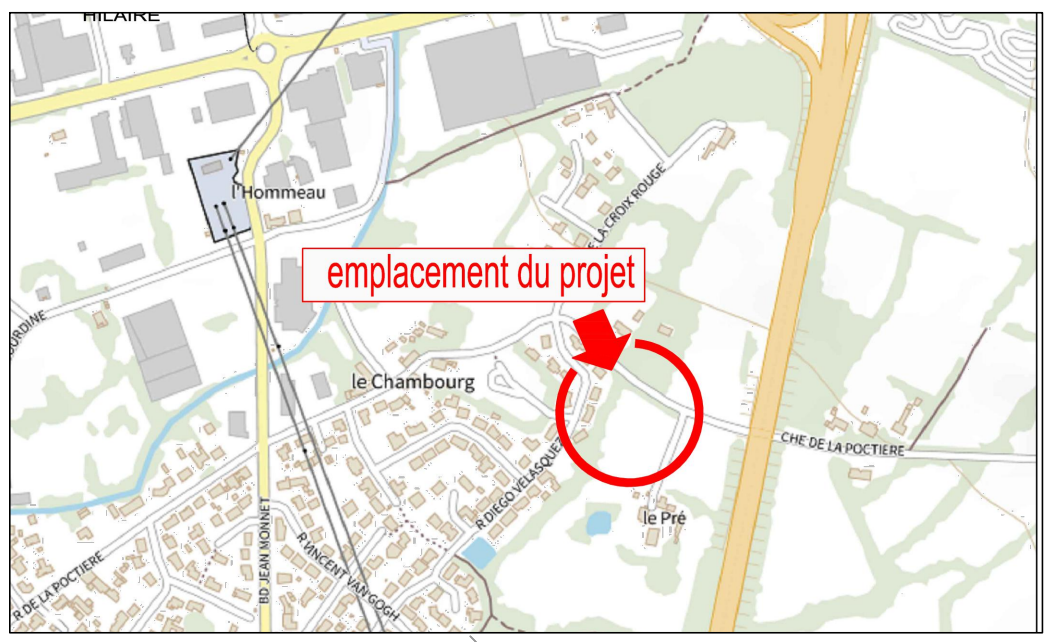 HILAIRE
l'Hommeau
E LA CROIX ROUGE
emplacement du projet
OURDINE
le Chambourg
CHE DE LA POCTIERE
R DIEGO VELASQUEZ
le Pré
BD JEAN MONNET
R VINCENT VAN GOGH
R DE LA POCTIERE